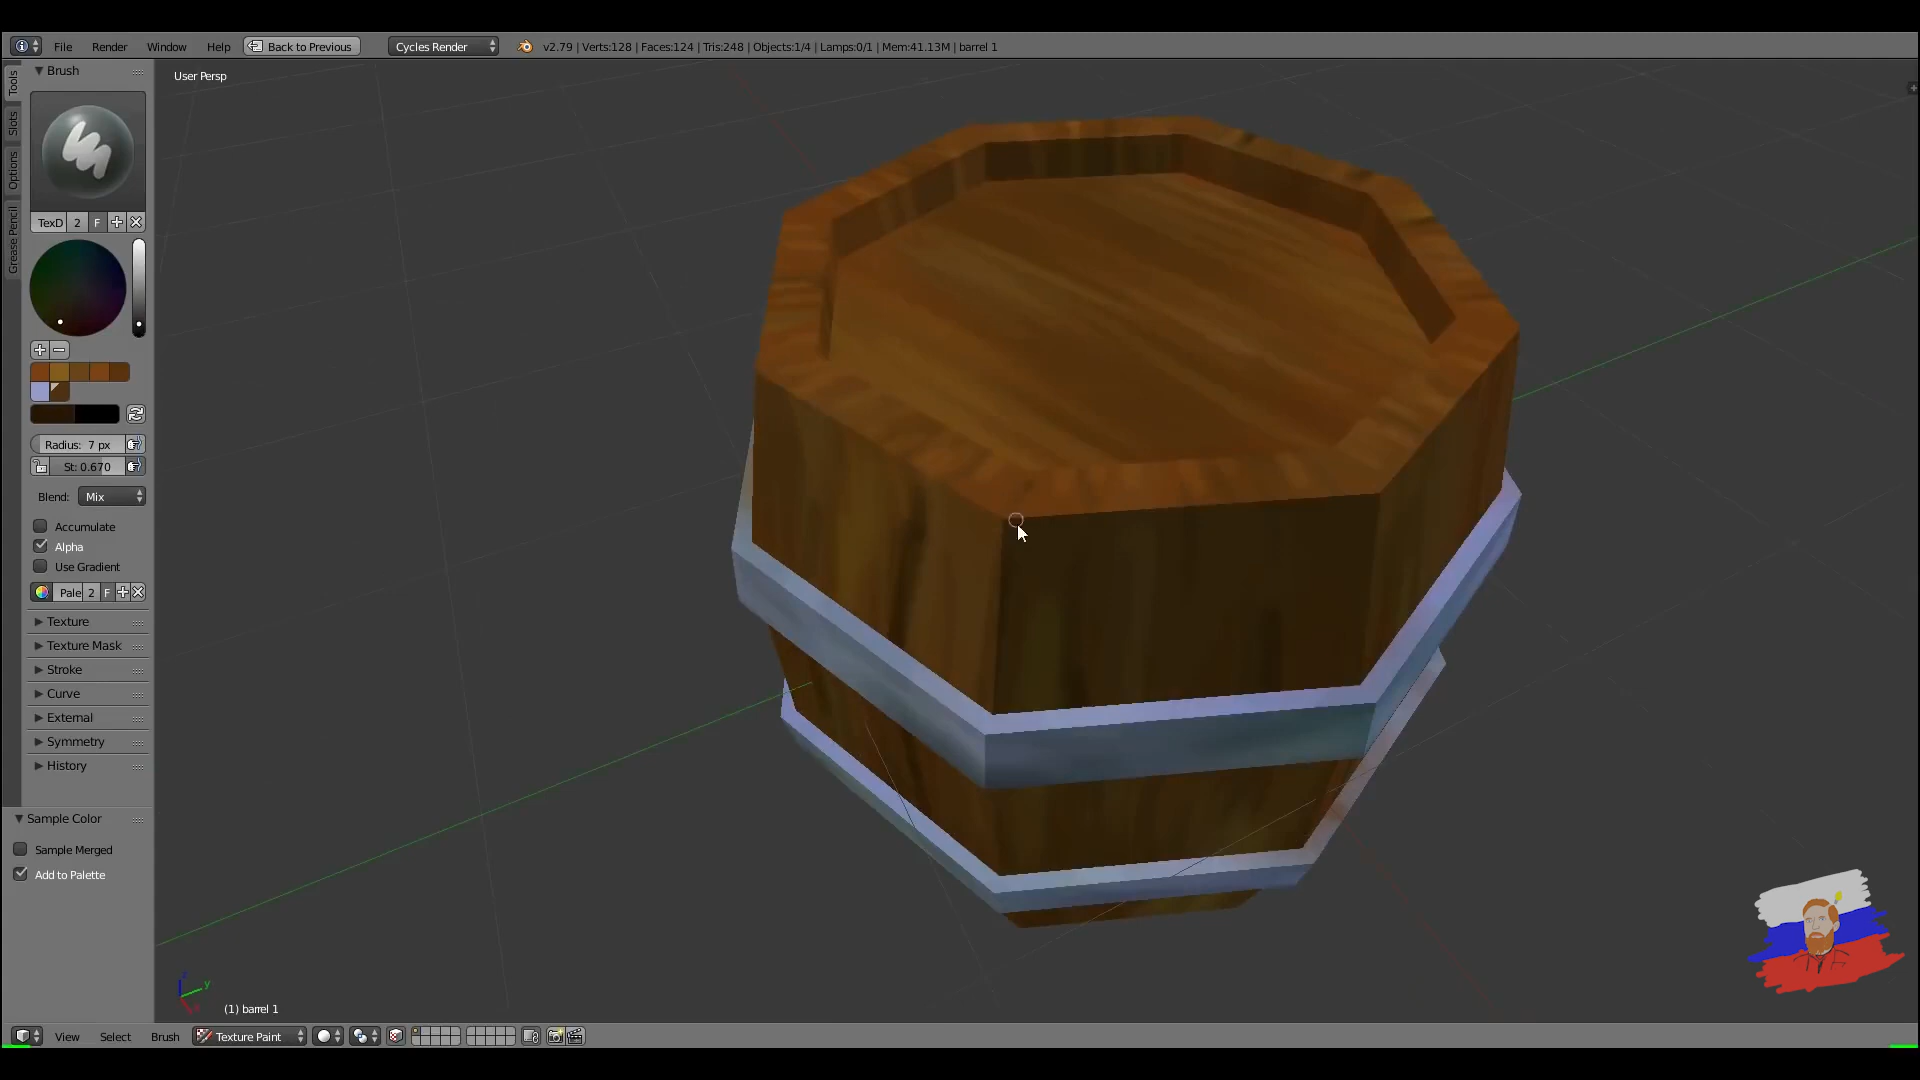 File Render Window Help Back to Previous Cycles Render v2.79 | Verts:128 | Faces:124 | Tris:248 | Objects:1/4 | Lamps:0/1 | Mem:41.13M | barrel 1
Tools
Slots
Options
Grease Pencil
Brush
User Persp
TexD 2 F
Radius: 7 px
St: 0.670
Blend: Mix
Accumulate
Alpha
Use Gradient
Pale 2 F
Texture
Texture Mask
Stroke
Curve
External
Symmetry
History
Sample Color
Sample Merged
Add to Palette
z
y
(1) barrel 1
View Select Brush Texture Paint